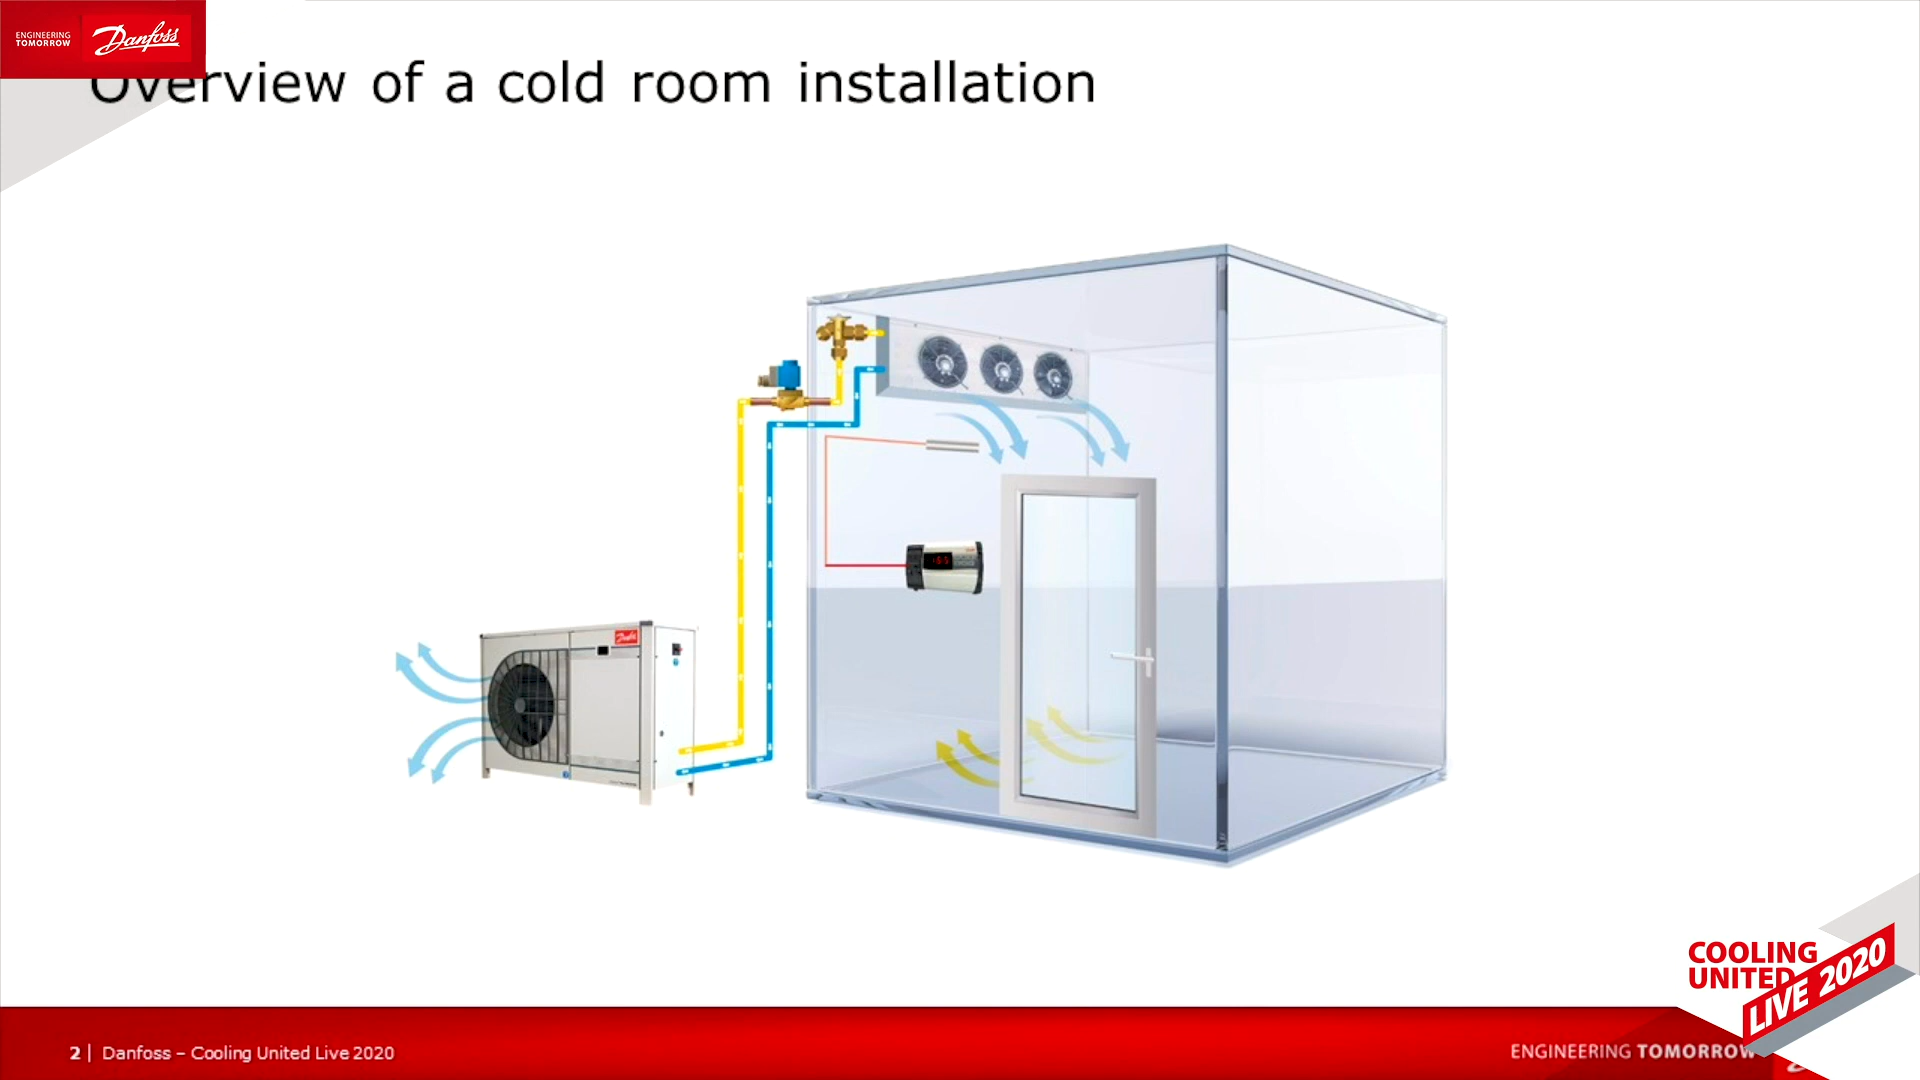 ENGINEERING
TOMORROW
Danfoss
Overview of a cold room installation
Danfoss
COOLING
UNITED
LIVE 2020
2 | Danfoss – Cooling United Live 2020
ENGINEERING TOMORROW